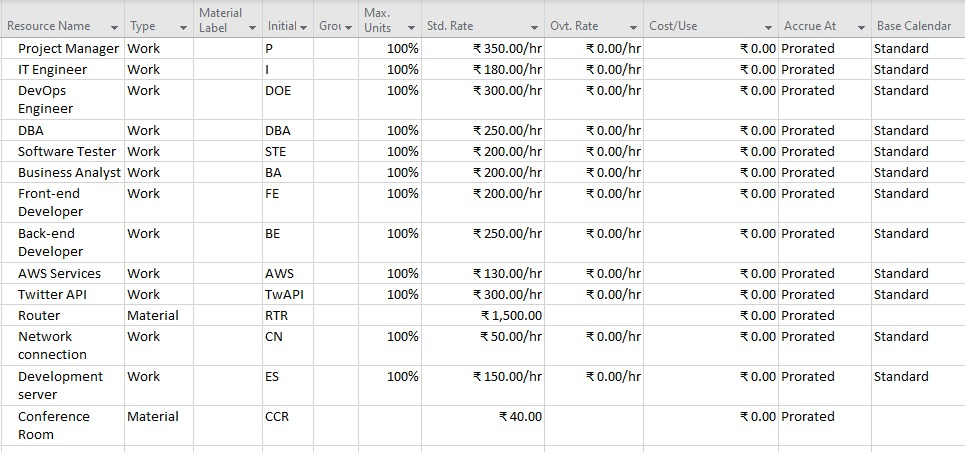 Resource Name Type Material Label Initial Grou Max. Units Std. Rate Ovt. Rate Cost/Use Accrue At Base Calendar
Project Manager Work P 100% ₹ 350.00/hr ₹ 0.00/hr ₹ 0.00 Prorated Standard
IT Engineer Work I 100% ₹ 180.00/hr ₹ 0.00/hr ₹ 0.00 Prorated Standard
DevOps Engineer Work DOE 100% ₹ 300.00/hr ₹ 0.00/hr ₹ 0.00 Prorated Standard
DBA Work DBA 100% ₹ 250.00/hr ₹ 0.00/hr ₹ 0.00 Prorated Standard
Software Tester Work STE 100% ₹ 200.00/hr ₹ 0.00/hr ₹ 0.00 Prorated Standard
Business Analyst Work BA 100% ₹ 200.00/hr ₹ 0.00/hr ₹ 0.00 Prorated Standard
Front-end Developer Work FE 100% ₹ 200.00/hr ₹ 0.00/hr ₹ 0.00 Prorated Standard
Back-end Developer Work BE 100% ₹ 250.00/hr ₹ 0.00/hr ₹ 0.00 Prorated Standard
AWS Services Work AWS 100% ₹ 130.00/hr ₹ 0.00/hr ₹ 0.00 Prorated Standard
Twitter API Work TwAPI 100% ₹ 300.00/hr ₹ 0.00/hr ₹ 0.00 Prorated Standard
Router Material RTR ₹ 1,500.00 ₹ 0.00 Prorated
Network connection Work CN 100% ₹ 50.00/hr ₹ 0.00/hr ₹ 0.00 Prorated Standard
Development server Work ES 100% ₹ 150.00/hr ₹ 0.00/hr ₹ 0.00 Prorated Standard
Conference Room Material CCR ₹ 40.00 ₹ 0.00 Prorated